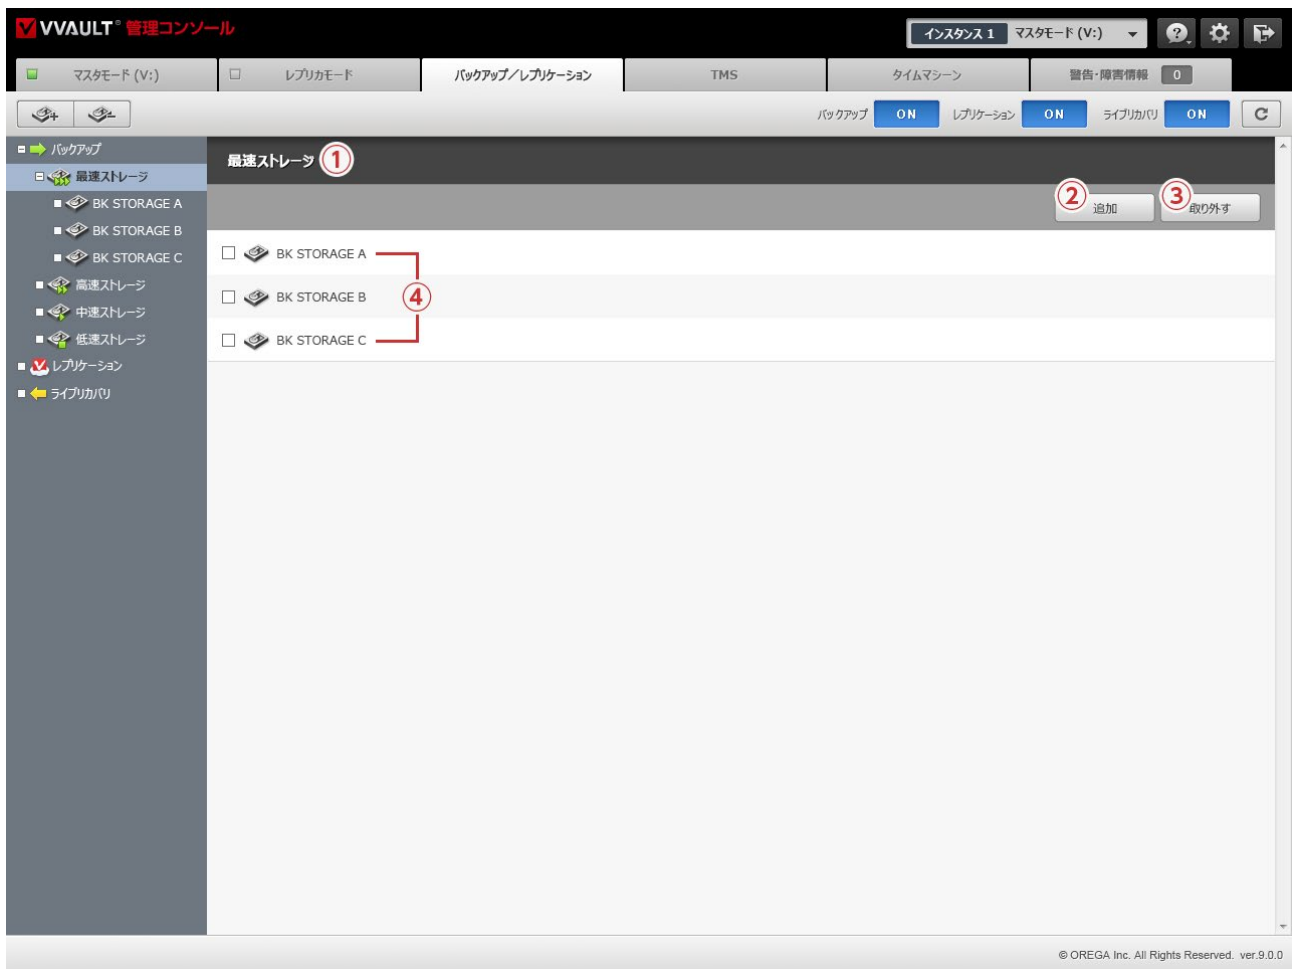 VVAULT® 管理コンソール
インスタンス 1 マスタモード (V:)
マスタモード (V:) レプリカモード バックアップ／レプリケーション TMS タイムマシーン 警告・障害情報 0
バックアップ ON レプリケーション ON ライブリカバリ ON
バックアップ
最速ストレージ
BK STORAGE A
BK STORAGE B
BK STORAGE C
高速ストレージ
中速ストレージ
低速ストレージ
レプリケーション
ライブリカバリ
最速ストレージ ①
② 追加 ③ 取り外す
BK STORAGE A
BK STORAGE B ④
BK STORAGE C
© OREGA Inc. All Rights Reserved. ver.9.0.0